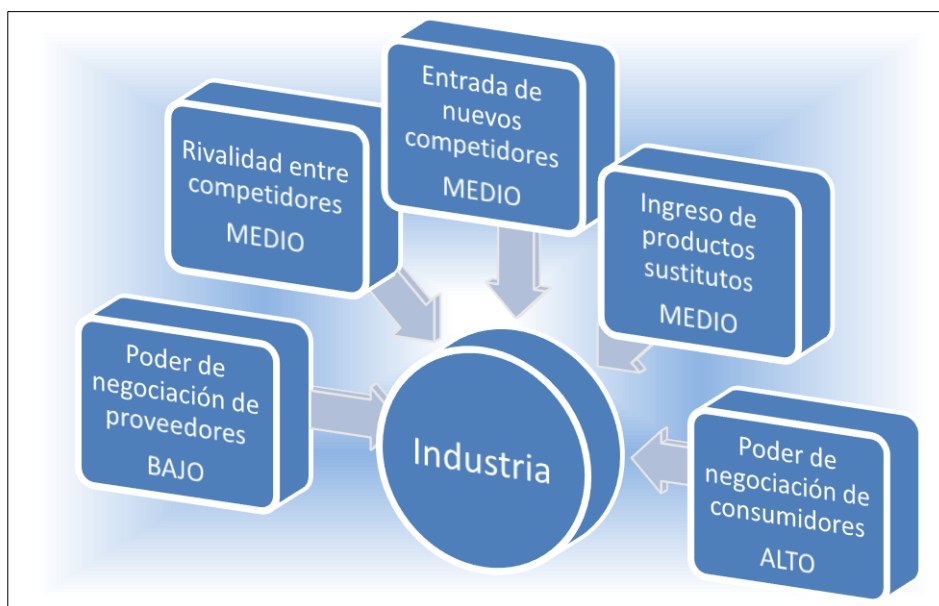 Poder de
negociación de
proveedores
BAJO
Rivalidad entre
competidores
MEDIO
Entrada de
nuevos
competidores
MEDIO
Ingreso de
productos
sustitutos
MEDIO
Poder de
negociación de
consumidores
ALTO
Industria